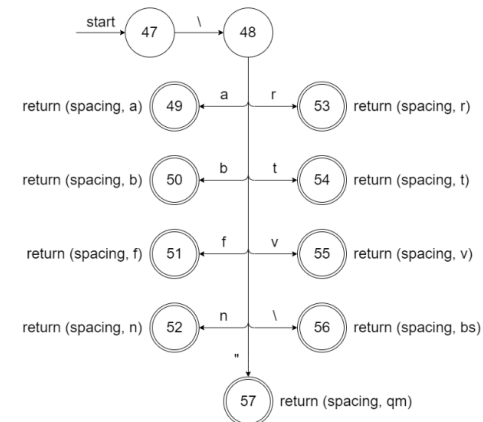 start
\
47
48
return (spacing, a) 49 a r 53 return (spacing, r)
return (spacing, b) 50 b t 54 return (spacing, t)
return (spacing, f) 51 f v 55 return (spacing, v)
return (spacing, n) 52 n \ 56 return (spacing, bs)
"
57 return (spacing, qm)